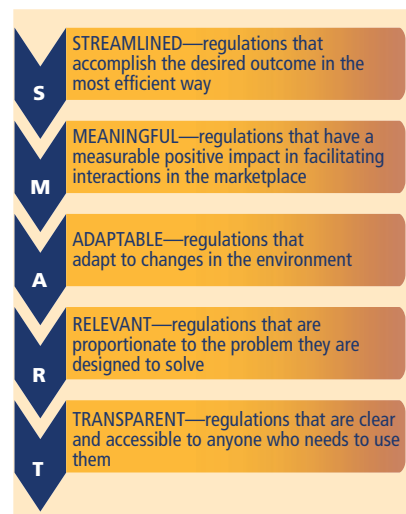 S
STREAMLINED—regulations that
accomplish the desired outcome in the
most efficient way
M
MEANINGFUL—regulations that have a
measurable positive impact in facilitating
interactions in the marketplace
A
ADAPTABLE—regulations that
adapt to changes in the environment
R
RELEVANT—regulations that are
proportionate to the problem they are
designed to solve
T
TRANSPARENT—regulations that are clear
and accessible to anyone who needs to use
them